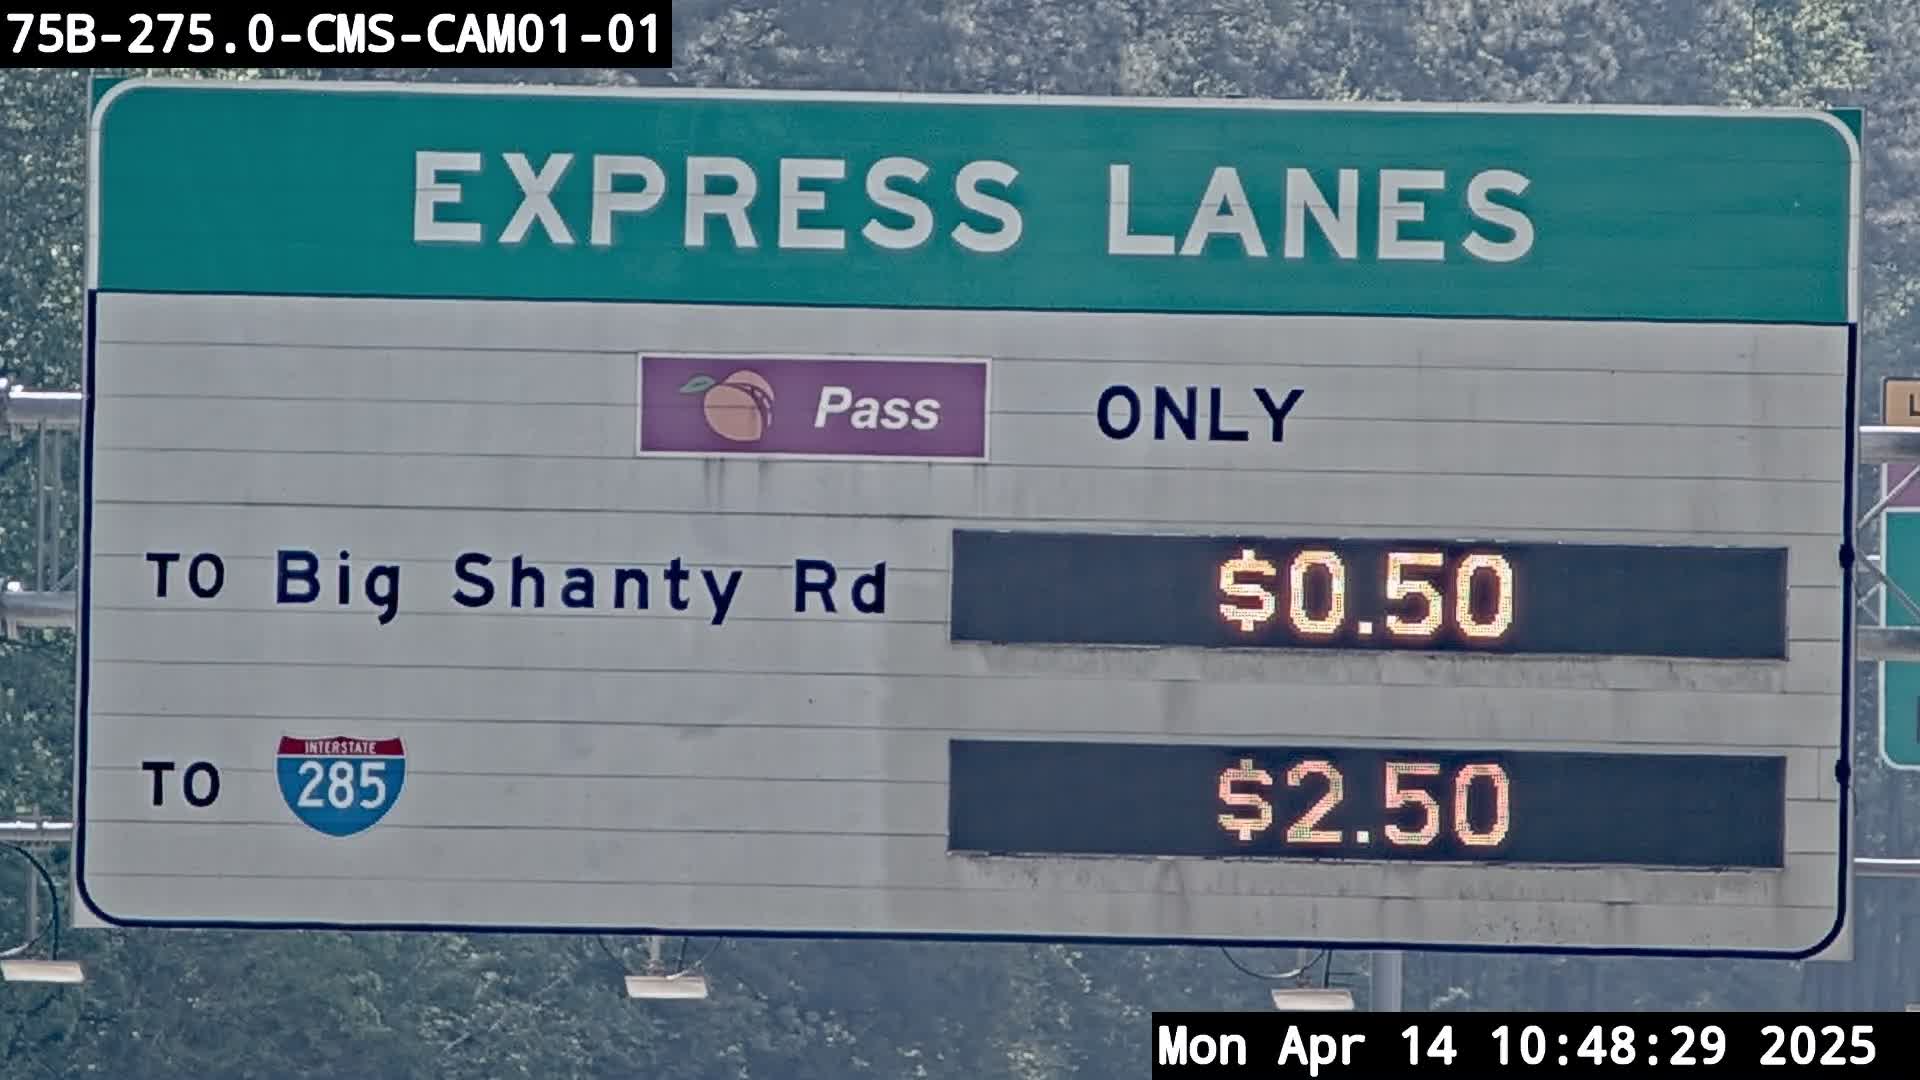 75B-275.0-CMS-CAM01-01
EXPRESS LANES
Pass ONLY
TO Big Shanty Rd $0.50
TO INTERSTATE 285 $2.50
Mon Apr 14 10:48:29 2025